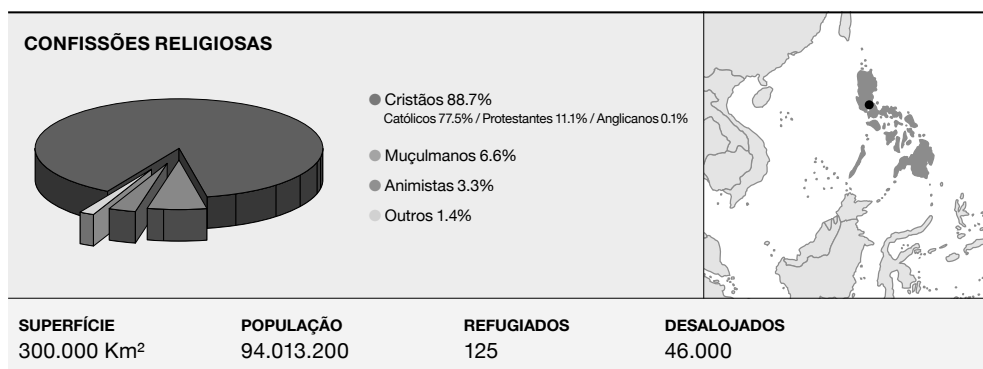 CONFISSÕES RELIGIOSAS
Cristãos 88.7%
Católicos 77.5% / Protestantes 11.1% / Anglicanos 0.1%
Muçulmanos 6.6%
Animistas 3.3%
Outros 1.4%
SUPERFÍCIE
300.000 Km²
POPULAÇÃO
94.013.200
REFUGIADOS
125
DESALOJADOS
46.000